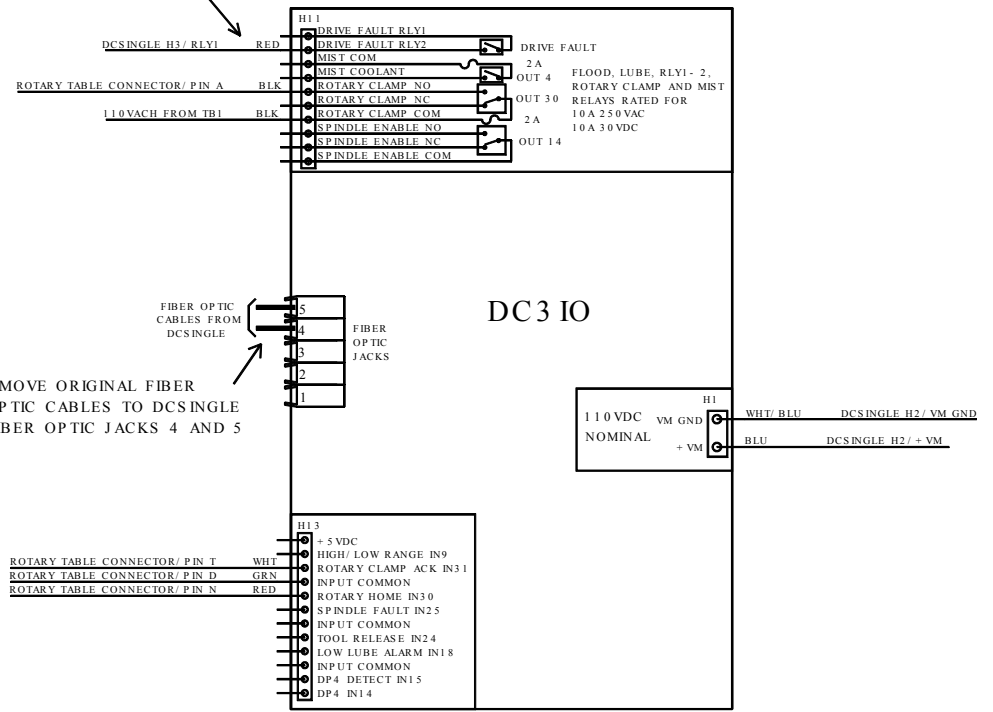 H11
DRIVE FAULT RLY1
DCSINGLE H3/ RLY1 RED DRIVE FAULT RLY2 DRIVE FAULT
MIST COM 2A
MIST COOLANT OUT 4
ROTARY TABLE CONNECTOR/ PIN A BLK ROTARY CLAMP NO
ROTARY CLAMP NC OUT 30
110VACH FROM TB1 BLK ROTARY CLAMP COM 2A
SPINDLE ENABLE NO
SPINDLE ENABLE NC OUT 14
SPINDLE ENABLE COM
FLOOD, LUBE, RLY1- 2,
ROTARY CLAMP AND MIST
RELAYS RATED FOR
10A 250VAC
10A 30VDC
DC3 IO
FIBER OPTIC
CABLES FROM
DCSINGLE
5
4
3
2
1
FIBER
OPTIC
JACKS
MOVE ORIGINAL FIBER
PTIC CABLES TO DCSINGLE
BER OPTIC JACKS 4 AND 5
110VDC
NOMINAL
H1
VM GND WHT/ BLU DCSINGLE H2/ VM GND
+ VM BLU DCSINGLE H2/ + VM
H13
+ 5VDC
HIGH/ LOW RANGE IN9
ROTARY TABLE CONNECTOR/ PIN T WHT ROTARY CLAMP ACK IN31
ROTARY TABLE CONNECTOR/ PIN D GRN INPUT COMMON
ROTARY TABLE CONNECTOR/ PIN N RED ROTARY HOME IN30
SPINDLE FAULT IN25
INPUT COMMON
TOOL RELEASE IN24
LOW LUBE ALARM IN18
INPUT COMMON
DP4 DETECT IN15
DP4 IN14